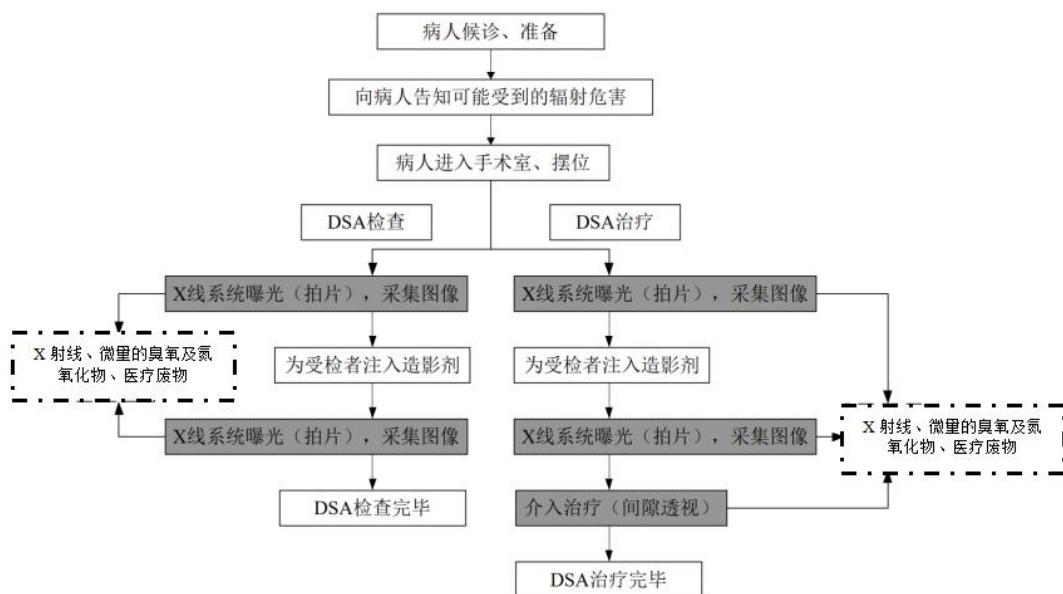 病人候诊、准备
向病人告知可能受到的辐射危害
病人进入手术室、摆位
DSA检查
DSA治疗
X线系统曝光（拍片），采集图像
X线系统曝光（拍片），采集图像
X 射线、微量的臭氧及氮
氧化物、医疗废物
为受检者注入造影剂
为受检者注入造影剂
X线系统曝光（拍片），采集图像
X线系统曝光（拍片），采集图像
X 射线、微量的臭氧及氮
氧化物、医疗废物
DSA检查完毕
介入治疗（间隙透视）
DSA治疗完毕